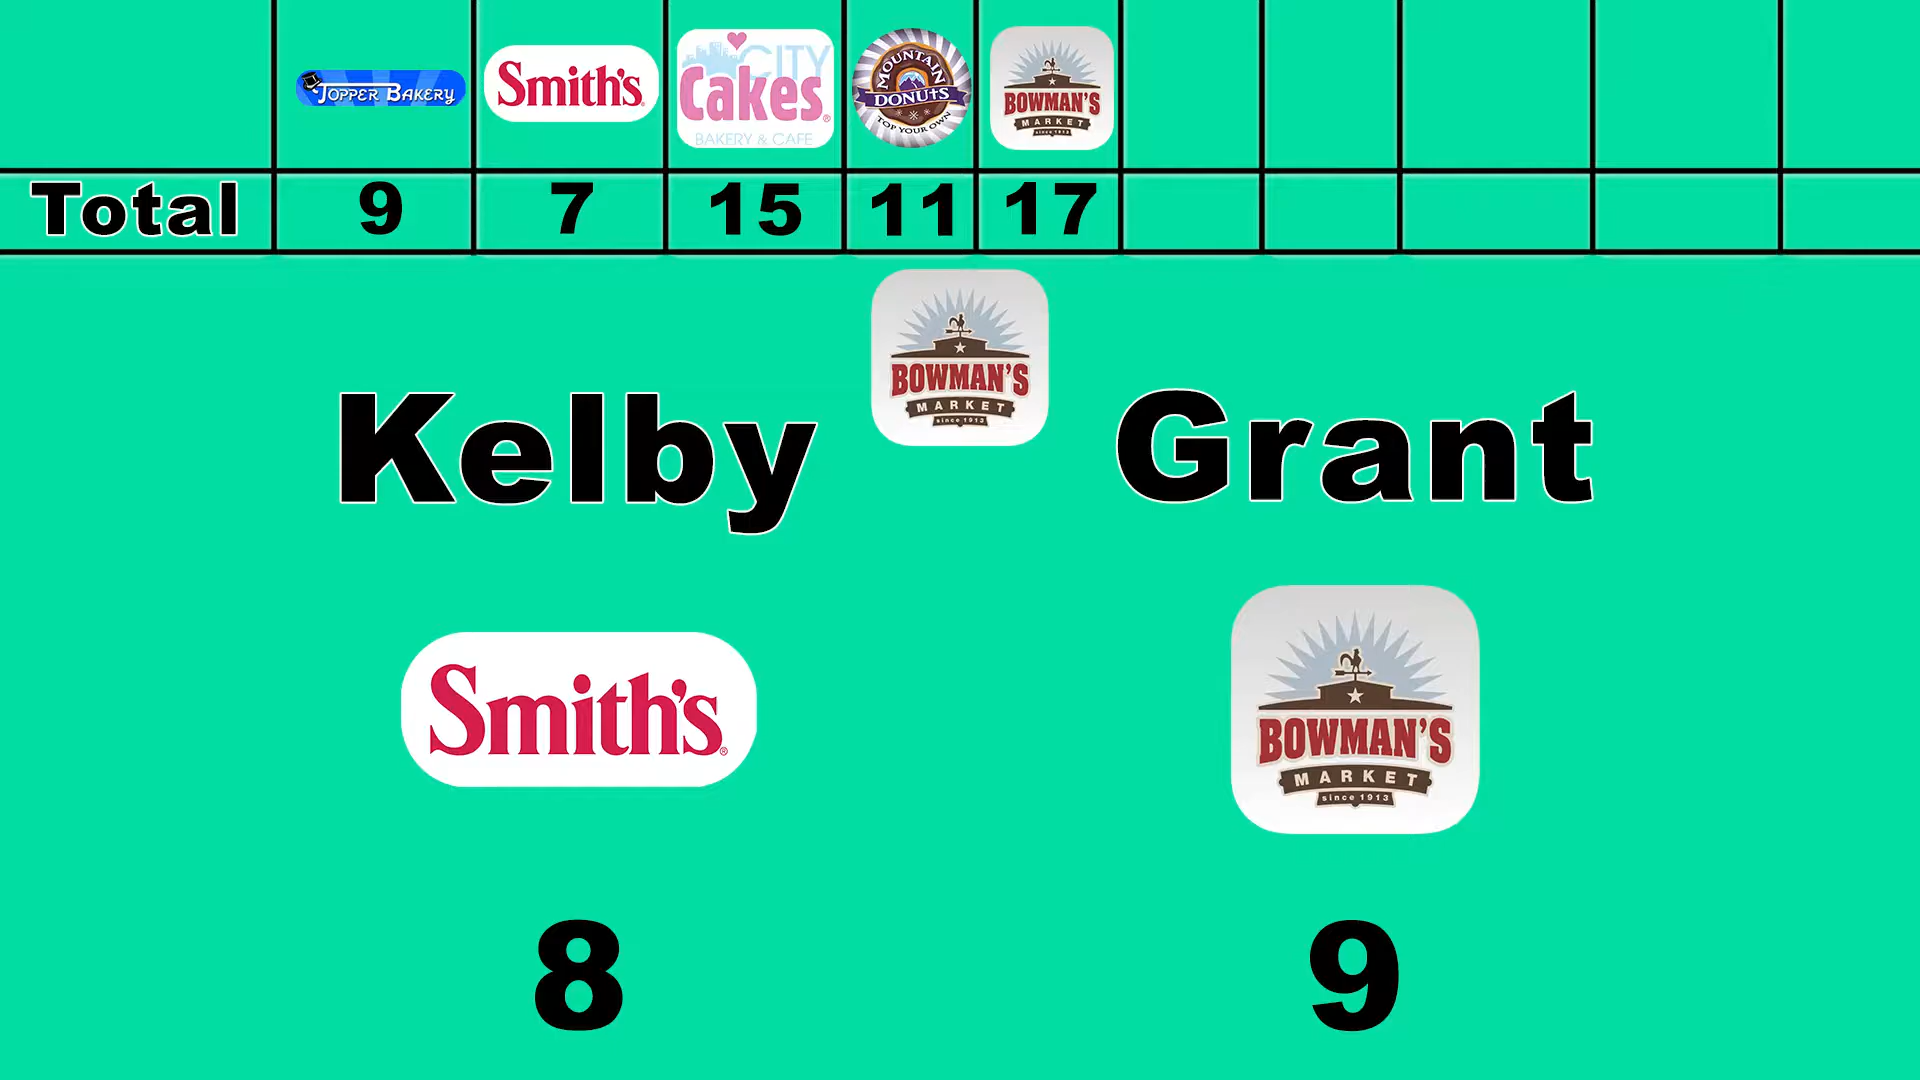 TOPPER BAKERY
Smith's
CITY
Cakes®
BAKERY & CAFE
MOUNTAIN
DONUTS
TOP YOUR OWN
BOWMAN'S
MARKET
since 1913
Total 9 7 15 11 17
BOWMAN'S
MARKET
since 1913
Kelby Grant
Smith's®
BOWMAN'S
MARKET
since 1913
8 9